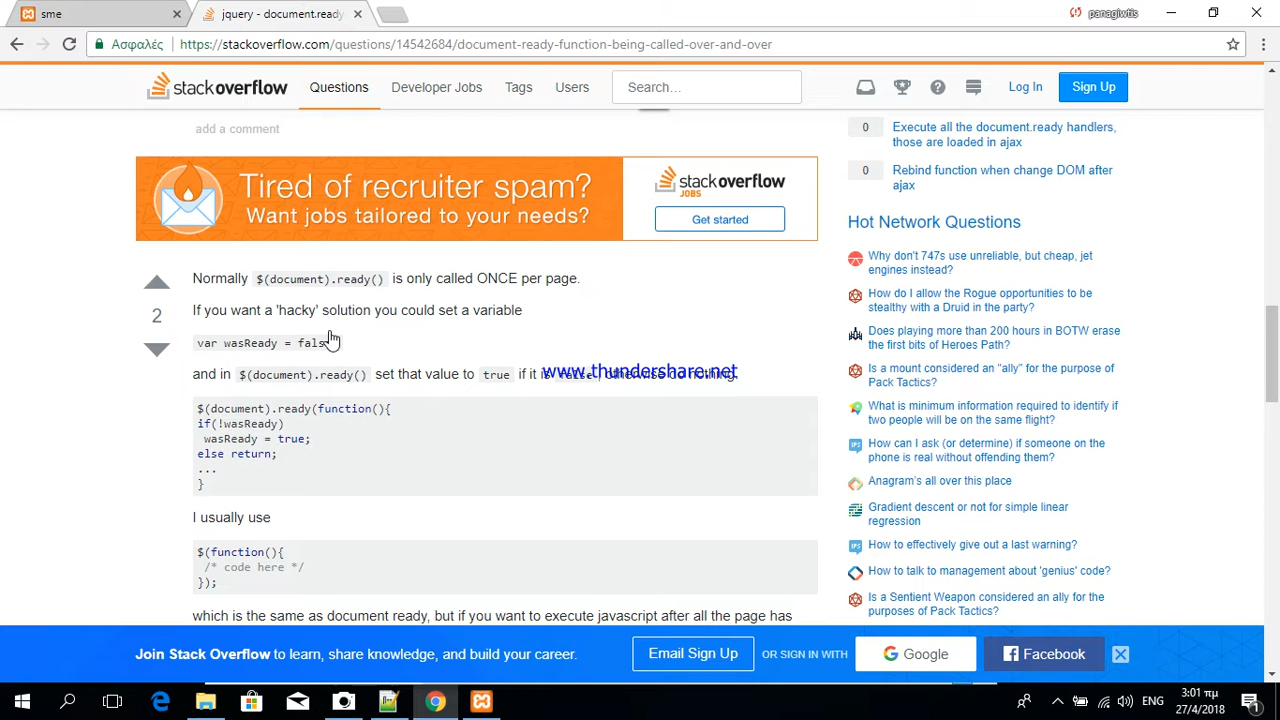 sme
jquery - document.ready
panagiwtis
Ασφαλές
https://stackoverflow.com/questions/14542684/document-ready-function-being-called-over-and-over
stackoverflow
Questions
Developer Jobs
Tags
Users
Search...
Log In
Sign Up
add a comment
Tired of recruiter spam?
Want jobs tailored to your needs?
stackoverflow
JOBS
Get started
2
Normally $(document).ready() is only called ONCE per page.
If you want a 'hacky' solution you could set a variable
var wasReady = fals
and in $(document).ready() set that value to true if it is false, otherwise do nothing.
www.thundershare.net
$(document).ready(function(){
if(!wasReady)
wasReady = true;
else return;
...
}
I usually use
$(function(){
/* code here */
});
which is the same as document ready, but if you want to execute javascript after all the page has
0
Execute all the document.ready handlers,
those are loaded in ajax
0
Rebind function when change DOM after
ajax
Hot Network Questions
Why don't 747s use unreliable, but cheap, jet
engines instead?
How do I allow the Rogue opportunities to be
stealthy with a Druid in the party?
Does playing more than 200 hours in BOTW erase
the first bits of Heroes Path?
Is a mount considered an "ally" for the purpose of
Pack Tactics?
What is minimum information required to identify if
two people will be on the same flight?
How can I ask (or determine) if someone on the
phone is real without offending them?
Anagram's all over this place
Gradient descent or not for simple linear
regression
How to effectively give out a last warning?
How to talk to management about 'genius' code?
Is a Sentient Weapon considered an ally for the
purposes of Pack Tactics?
Join Stack Overflow to learn, share knowledge, and build your career.
Email Sign Up
OR SIGN IN WITH
Google
Facebook
ΕΝG
3:01 πμ
27/4/2018
1